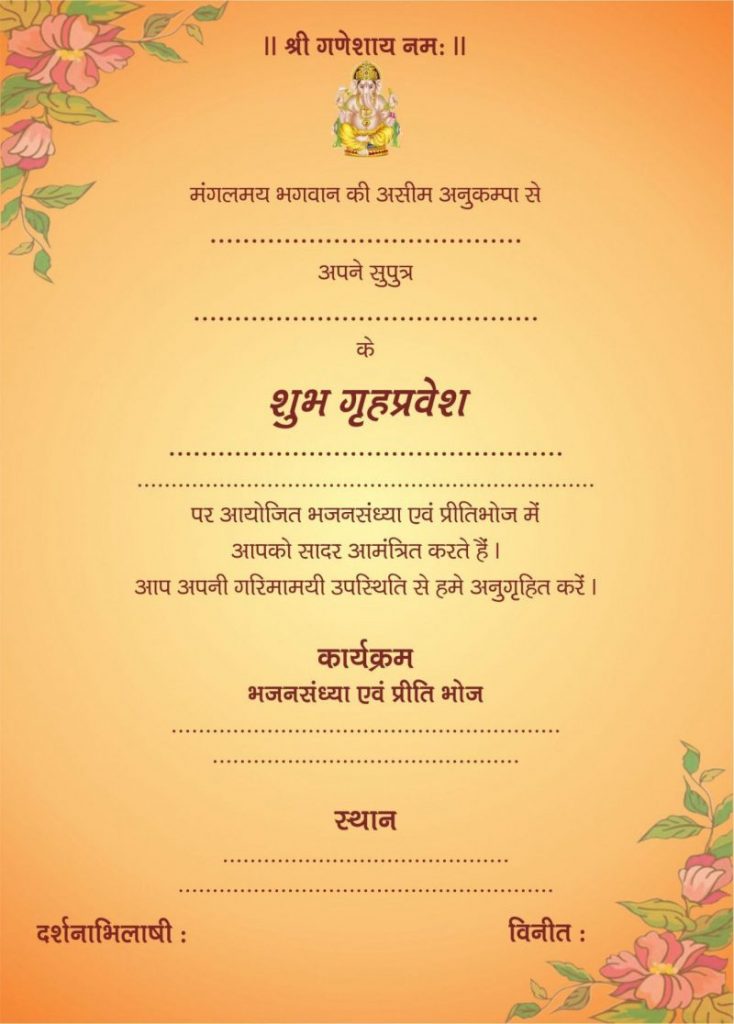 ।। श्री गणेशाय नम: ।।
मंगलमय भगवान की असीम अनुकम्पा से
......................................
अपने सुपुत्र
..........................................
के
शुभ गृहप्रवेश
................................................
.........................................................
पर आयोजित भजनसंध्या एवं प्रीतिभोज में
आपको सादर आमंत्रित करते हैं ।
आप अपनी गरिमामयी उपस्थिति से हमे अनुगृहित करें ।
कार्यक्रम
भजनसंध्या एवं प्रीति भोज
.................................................
.......................................
स्थान
....................................
...............................................
दर्शनाभिलाषी : विनीत :